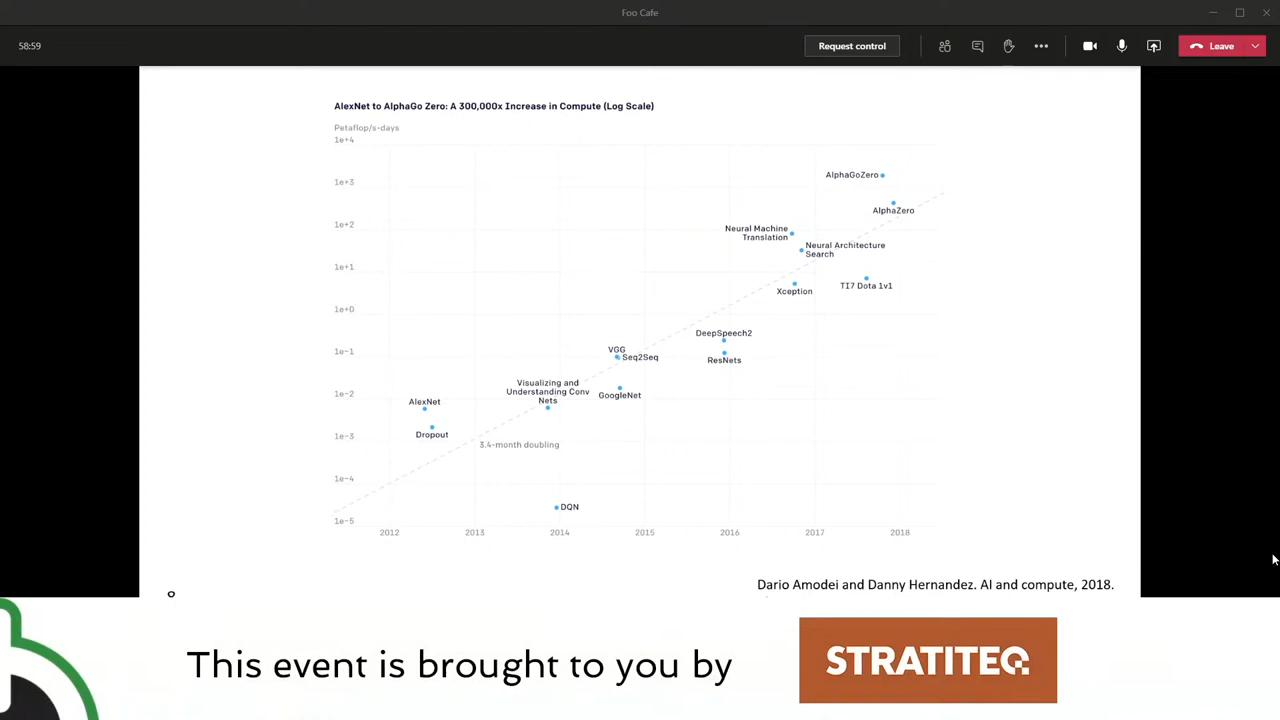 Foo Cafe
58:59
Request control
Leave
AlexNet to AlphaGo Zero: A 300,000x Increase in Compute (Log Scale)
Petaflop/s-days
1e+4
1e+3
1e+2
1e+1
1e+0
1e-1
1e-2
1e-3
1e-4
1e-5
AlphaGoZero
AlphaZero
Neural Machine
Translation
Neural Architecture
Search
Xception
TI7 Dota 1v1
DeepSpeech2
ResNets
VGG
Seq2Seq
GoogleNet
Visualizing and
Understanding Conv
Nets
AlexNet
Dropout
3.4-month doubling
DQN
2012
2013
2014
2015
2016
2017
2018
Dario Amodei and Danny Hernandez. AI and compute, 2018.
This event is brought to you by
STRATITEQ